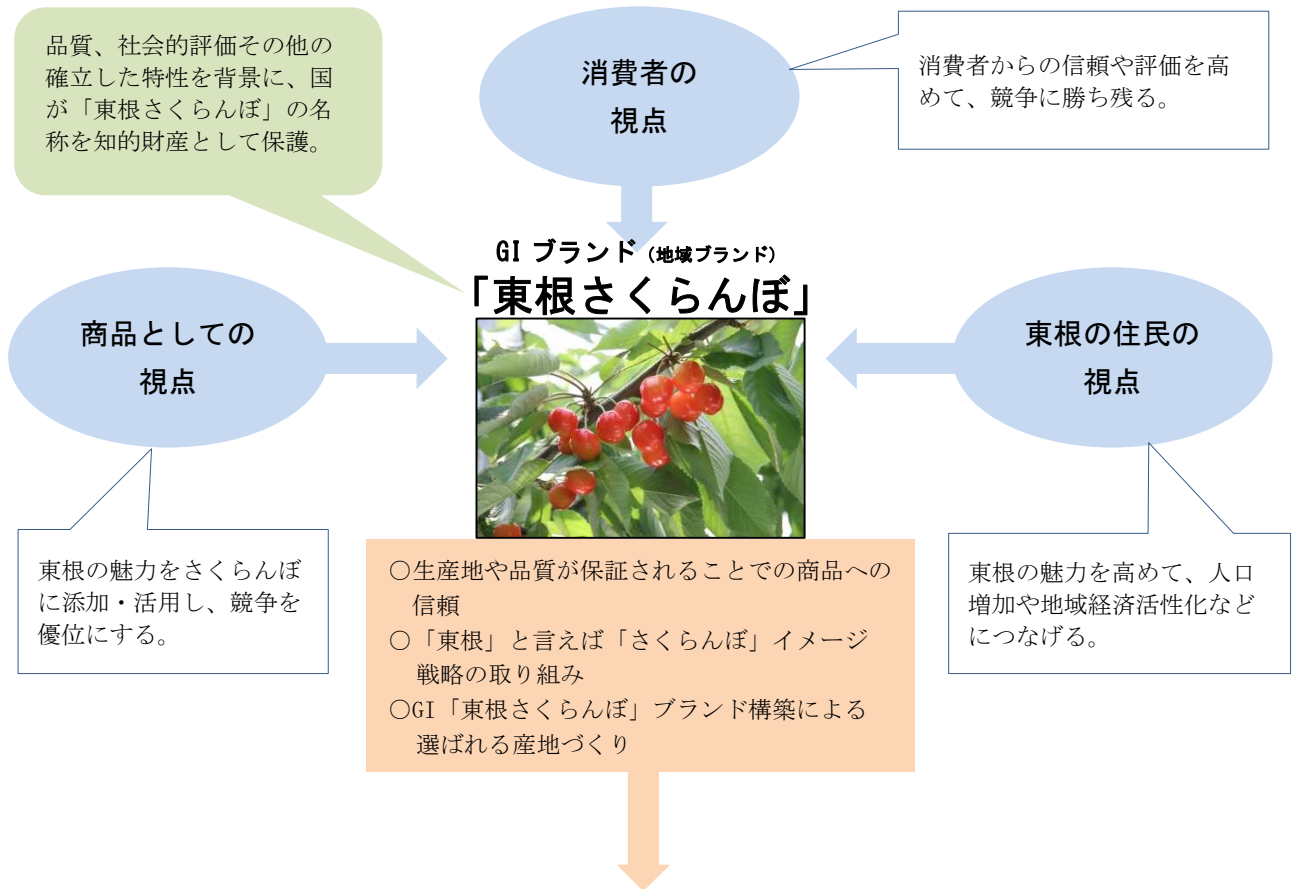 品質、社会的評価その他の
確立した特性を背景に、国
が「東根さくらんぼ」の名
称を知的財産として保護。
消費者の
視点
消費者からの信頼や評価を高
めて、競争に勝ち残る。
GI ブランド（地域ブランド）
「東根さくらんぼ」
商品としての
視点
東根の住民の
視点
東根の魅力をさくらんぼ
に添加・活用し、競争を
優位にする。
○生産地や品質が保証されることでの商品への
信頼
○「東根」と言えば「さくらんぼ」イメージ
戦略の取り組み
○GI「東根さくらんぼ」ブランド構築による
選ばれる産地づくり
東根の魅力を高めて、人口
増加や地域経済活性化など
につなげる。